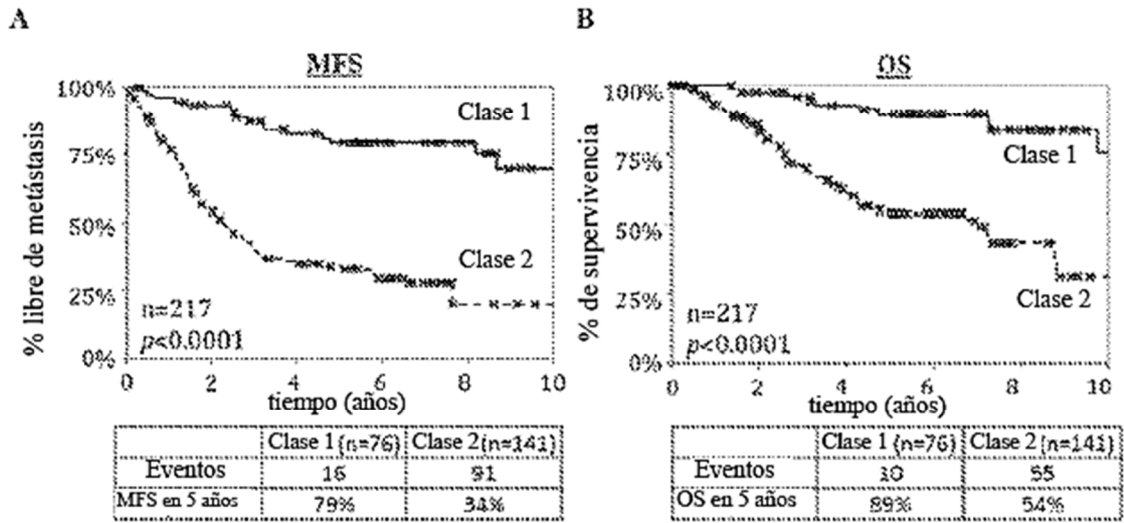 A
MFS
% libre de metástasis
100%
75%
50%
25%
0%
Clase 1
Clase 2
n=217
p<0.0001
0 2 4 6 8 10
tiempo (años)
Clase 1 (n=76) Clase 2 (n=141)
Eventos 16 91
MFS en 5 años 79% 34%
B
OS
% de supervivencia
100%
75%
50%
25%
0%
Clase 1
Clase 2
n=217
p<0.0001
0 2 4 6 8 10
tiempo (años)
Clase 1 (n=76) Clase 2 (n=141)
Eventos 10 55
OS en 5 años 89% 54%